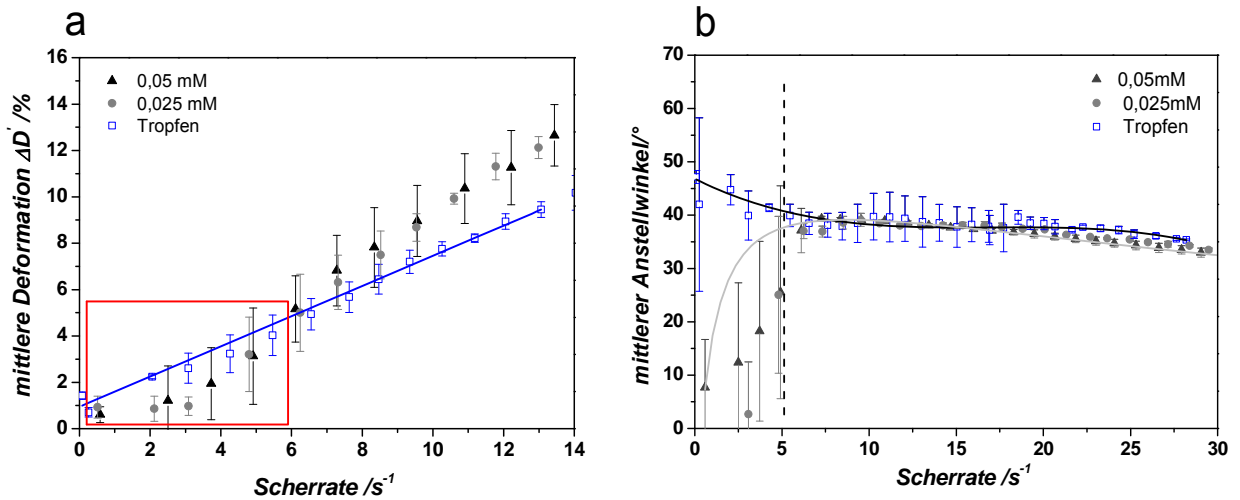 a
mittlere Deformation ΔD' /%
16
14
12
10
8
6
4
2
0
0,05 mM
0,025 mM
Tropfen
0 2 4 6 8 10 12 14
Scherrate /s⁻¹
b
mittlerer Anstellwinkel/°
70
60
50
40
30
20
10
0
0,05mM
0,025mM
Tropfen
0 5 10 15 20 25 30
Scherrate /s⁻¹